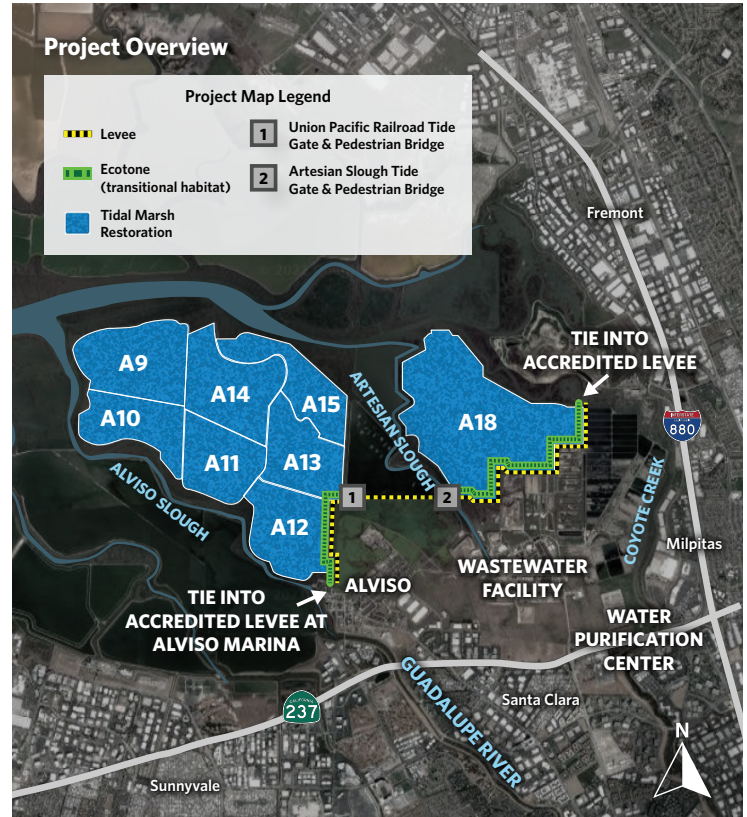 Project Overview
Project Map Legend
Levee
Ecotone
(transitional habitat)
Tidal Marsh
Restoration
1
Union Pacific Railroad Tide
Gate & Pedestrian Bridge
2
Artesian Slough Tide
Gate & Pedestrian Bridge
Fremont
TIE INTO
ACCREDITED LEVEE
INTERSTATE
880
A9
A14
A15
A10
A11
A13
A12
A18
ARTESIAN SLOUGH
ALVISO SLOUGH
1
2
COYOTE CREEK
Milpitas
ALVISO
WASTEWATER
FACILITY
TIE INTO
ACCREDITED LEVEE AT
ALVISO MARINA
WATER
PURIFICATION
CENTER
GUADALUPE RIVER
CALIFORNIA
237
Santa Clara
Sunnyvale
N